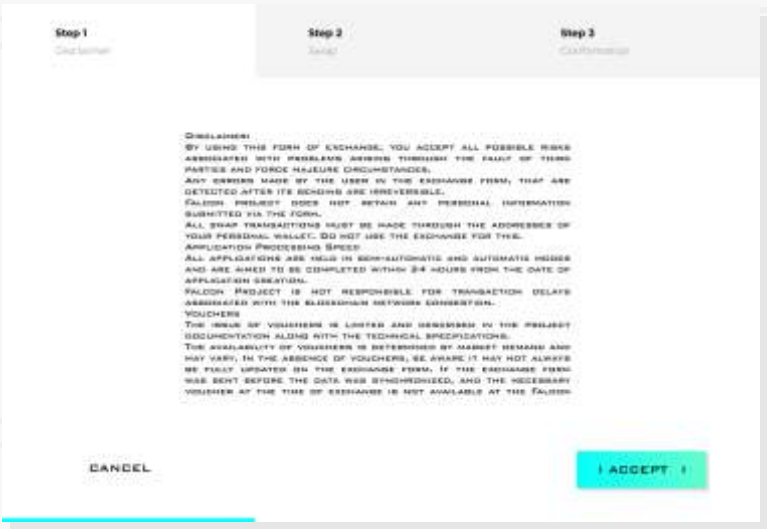 Step 1
Step 2
Step 3
Disclaimer
Swap
Confirmation
Disclaimer:
By using this form of exchange, you accept all possible risks
associated with problems arising through the fault of third
parties and force majeure circumstances.
Any errors made by the user in the exchange form, that are
detected after its sending are irreversible.
Falcon Project does not retain any personal information
submitted via the form.
All swap transactions must be made through the addresses of
your personal wallet. Do not use the exchange for this.
Application Processing Speed
All applications are held in semi-automatic and automatic modes
and are aimed to be completed within 24 hours from the date of
application creation.
Falcon Project is not responsible for transaction delays
associated with the blockchain network congestion.
Vouchers
The issue of vouchers is limited and described in the project
documentation along with the technical specifications.
The availability of vouchers is determined by market demand and
may vary. In the absence of vouchers, be aware it may not always
be fully updated on the exchange form. If the exchange form
was sent before the data was synchronized, and the necessary
voucher at the time of exchange is not available at the Falcon
CANCEL
I ACCEPT